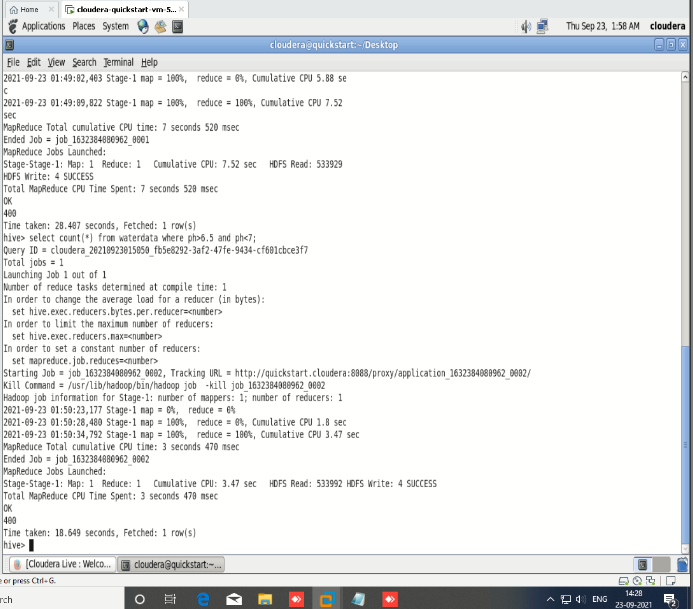 Home × cloudera-quickstart-vm-5... ×
Applications Places System Thu Sep 23, 1:58 AM cloudera
cloudera@quickstart:~/Desktop
File Edit View Search Terminal Help
2021-09-23 01:49:02,403 Stage-1 map = 100%,  reduce = 0%, Cumulative CPU 5.88 se
c
2021-09-23 01:49:09,822 Stage-1 map = 100%,  reduce = 100%, Cumulative CPU 7.52
sec
MapReduce Total cumulative CPU time: 7 seconds 520 msec
Ended Job = job_1632384080962_0001
MapReduce Jobs Launched:
Stage-Stage-1: Map: 1  Reduce: 1   Cumulative CPU: 7.52 sec   HDFS Read: 533929
HDFS Write: 4 SUCCESS
Total MapReduce CPU Time Spent: 7 seconds 520 msec
OK
400
Time taken: 28.407 seconds, Fetched: 1 row(s)
hive> select count(*) from waterdata where ph>6.5 and ph<7;
Query ID = cloudera_20210923015050_fb5e8292-3af2-47fe-9434-cf601cbce3f7
Total jobs = 1
Launching Job 1 out of 1
Number of reduce tasks determined at compile time: 1
In order to change the average load for a reducer (in bytes):
  set hive.exec.reducers.bytes.per.reducer=<number>
In order to limit the maximum number of reducers:
  set hive.exec.reducers.max=<number>
In order to set a constant number of reducers:
  set mapreduce.job.reduces=<number>
Starting Job = job_1632384080962_0002, Tracking URL = http://quickstart.cloudera:8088/proxy/application_1632384080962_0002/
Kill Command = /usr/lib/hadoop/bin/hadoop job  -kill job_1632384080962_0002
Hadoop job information for Stage-1: number of mappers: 1; number of reducers: 1
2021-09-23 01:50:23,177 Stage-1 map = 0%,  reduce = 0%
2021-09-23 01:50:28,480 Stage-1 map = 100%,  reduce = 0%, Cumulative CPU 1.8 sec
2021-09-23 01:50:34,792 Stage-1 map = 100%,  reduce = 100%, Cumulative CPU 3.47 sec
MapReduce Total cumulative CPU time: 3 seconds 470 msec
Ended Job = job_1632384080962_0002
MapReduce Jobs Launched:
Stage-Stage-1: Map: 1  Reduce: 1   Cumulative CPU: 3.47 sec   HDFS Read: 533992 HDFS Write: 4 SUCCESS
Total MapReduce CPU Time Spent: 3 seconds 470 msec
OK
400
Time taken: 18.649 seconds, Fetched: 1 row(s)
hive>
[Cloudera Live : Welco... cloudera@quickstart:~...
e or press Ctrl+G.
rch ENG 14:28
23-09-2021 2